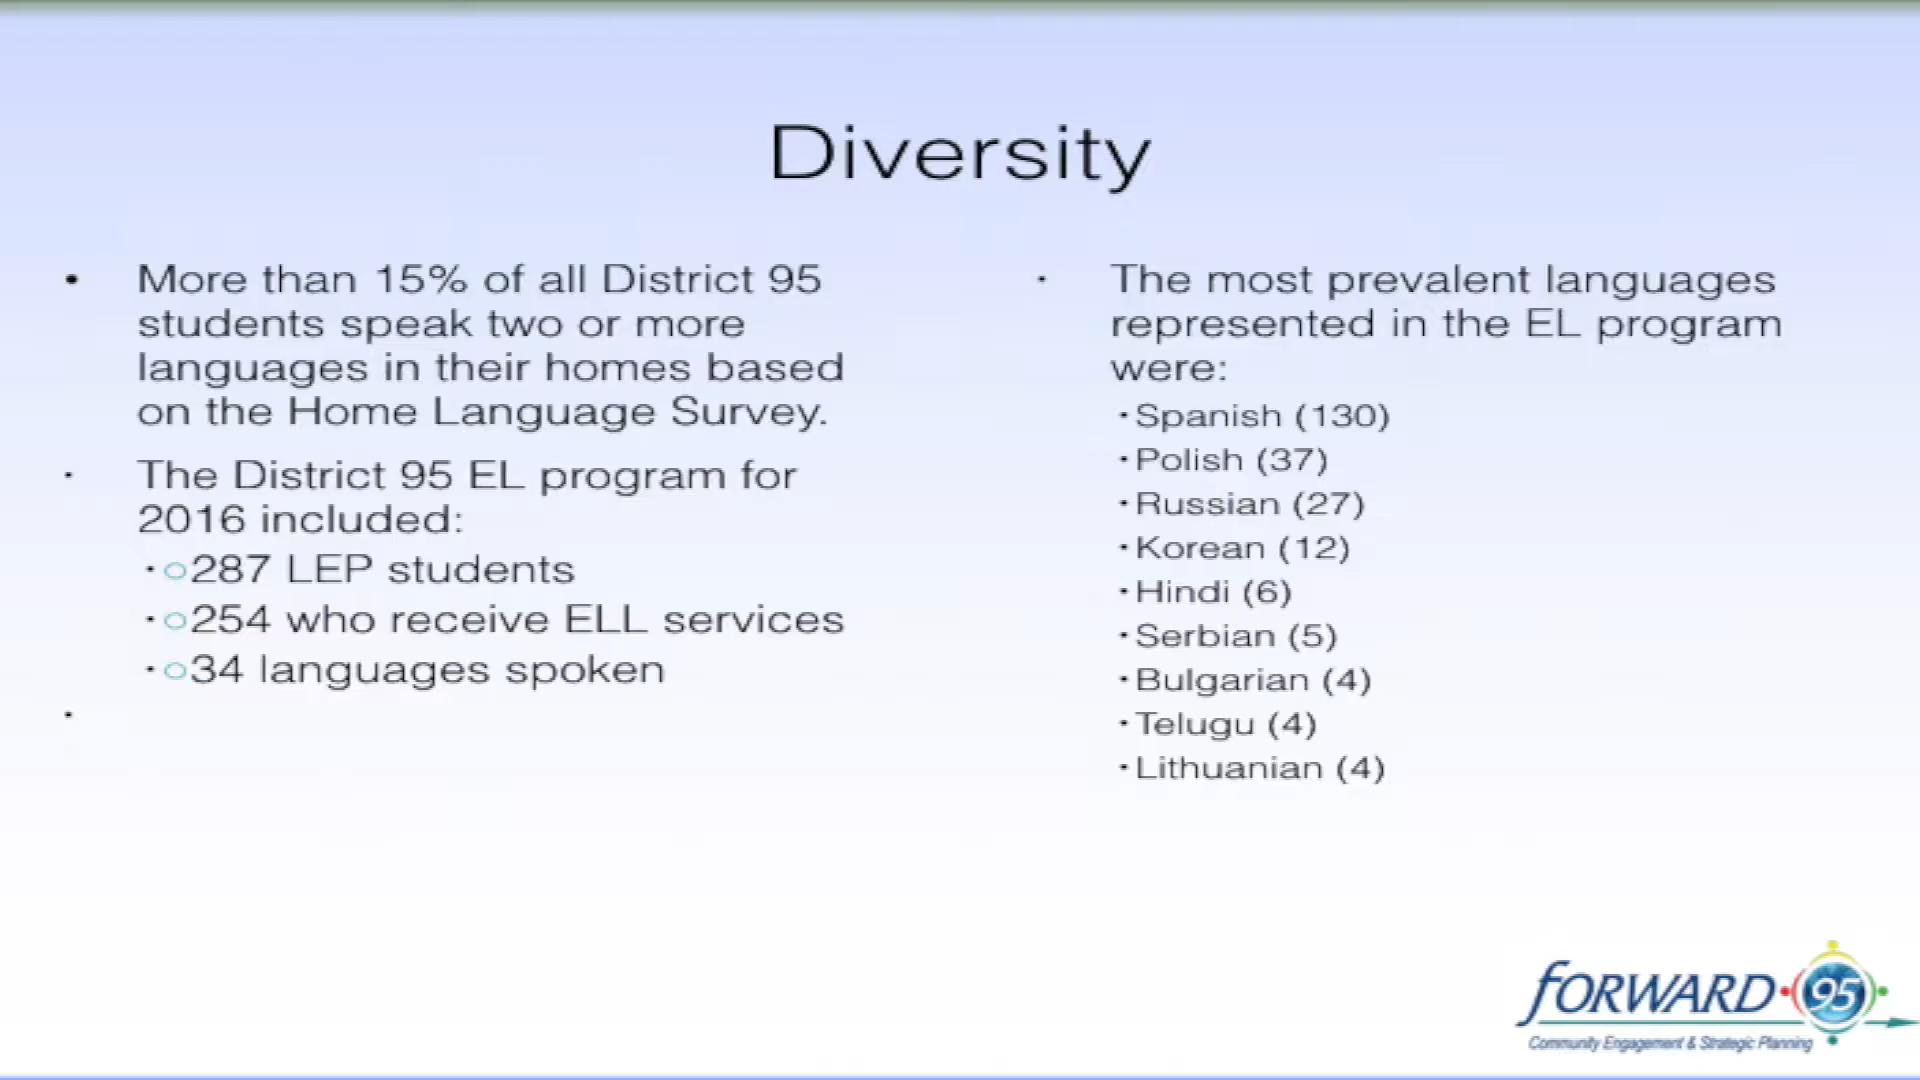 Diversity
• More than 15% of all District 95
students speak two or more
languages in their homes based
on the Home Language Survey.
• The District 95 EL program for
2016 included:
• ○287 LEP students
• ○254 who receive ELL services
• ○34 languages spoken
•
• The most prevalent languages
represented in the EL program
were:
• Spanish (130)
• Polish (37)
• Russian (27)
• Korean (12)
• Hindi (6)
• Serbian (5)
• Bulgarian (4)
• Telugu (4)
• Lithuanian (4)
FORWARD 95
Community Engagement & Strategic Planning